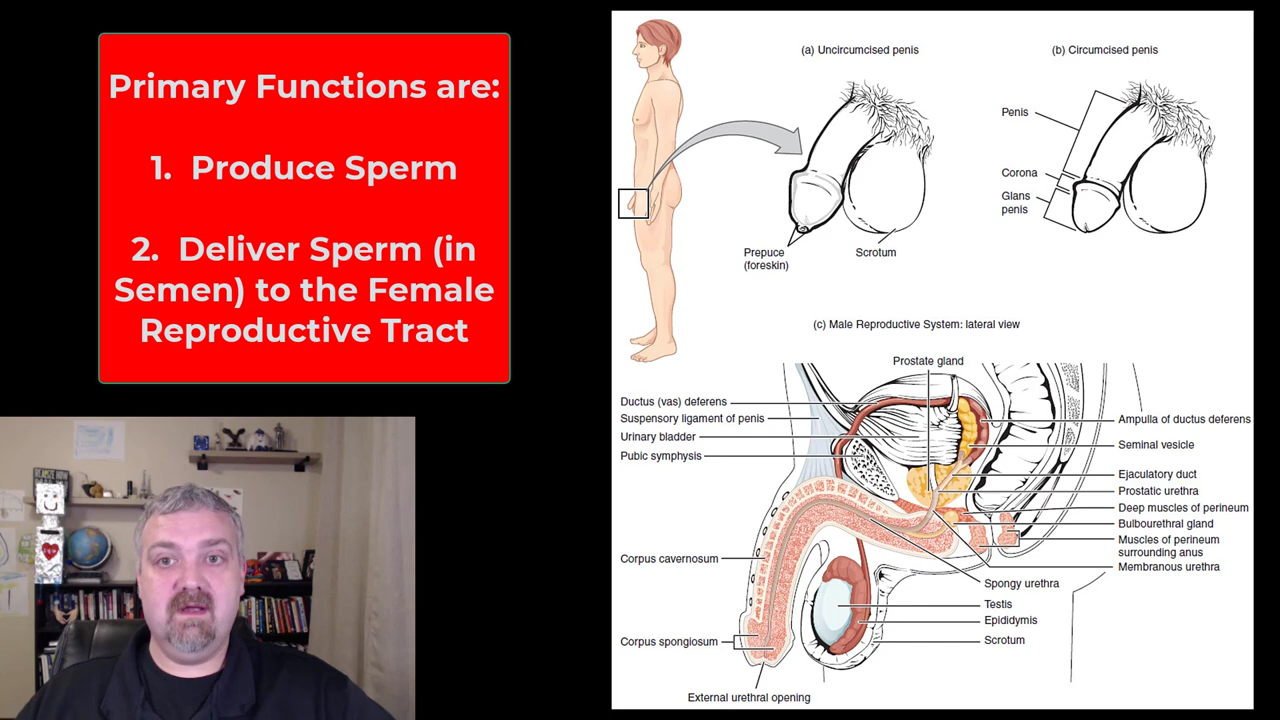 Primary Functions are:
1. Produce Sperm
2. Deliver Sperm (in
Semen) to the Female
Reproductive Tract
(a) Uncircumcised penis
(b) Circumcised penis
Penis
Corona
Glans
penis
Prepuce
(foreskin)
Scrotum
(c) Male Reproductive System: lateral view
Prostate gland
Ductus (vas) deferens
Suspensory ligament of penis
Urinary bladder
Pubic symphysis
Corpus cavernosum
Corpus spongiosum
External urethral opening
Ampulla of ductus deferens
Seminal vesicle
Ejaculatory duct
Prostatic urethra
Deep muscles of perineum
Bulbourethral gland
Muscles of perineum
surrounding anus
Membranous urethra
Spongy urethra
Testis
Epididymis
Scrotum